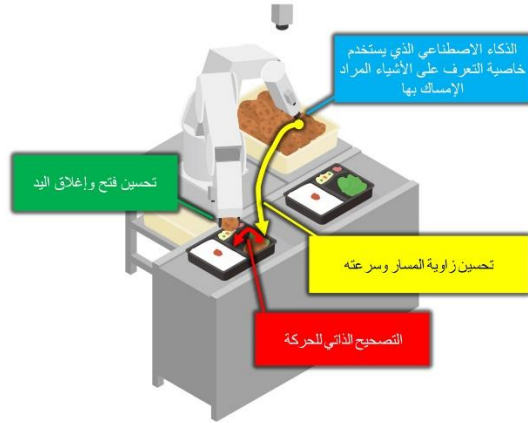 الذكاء الاصطناعي الذي يستخدم
خاصية التعرف على الأشياء المراد
الإمساك بها
تحسين فتح وإغلاق اليد
تحسين زاوية المسار وسرعته
التصحيح الذاتي للحركة